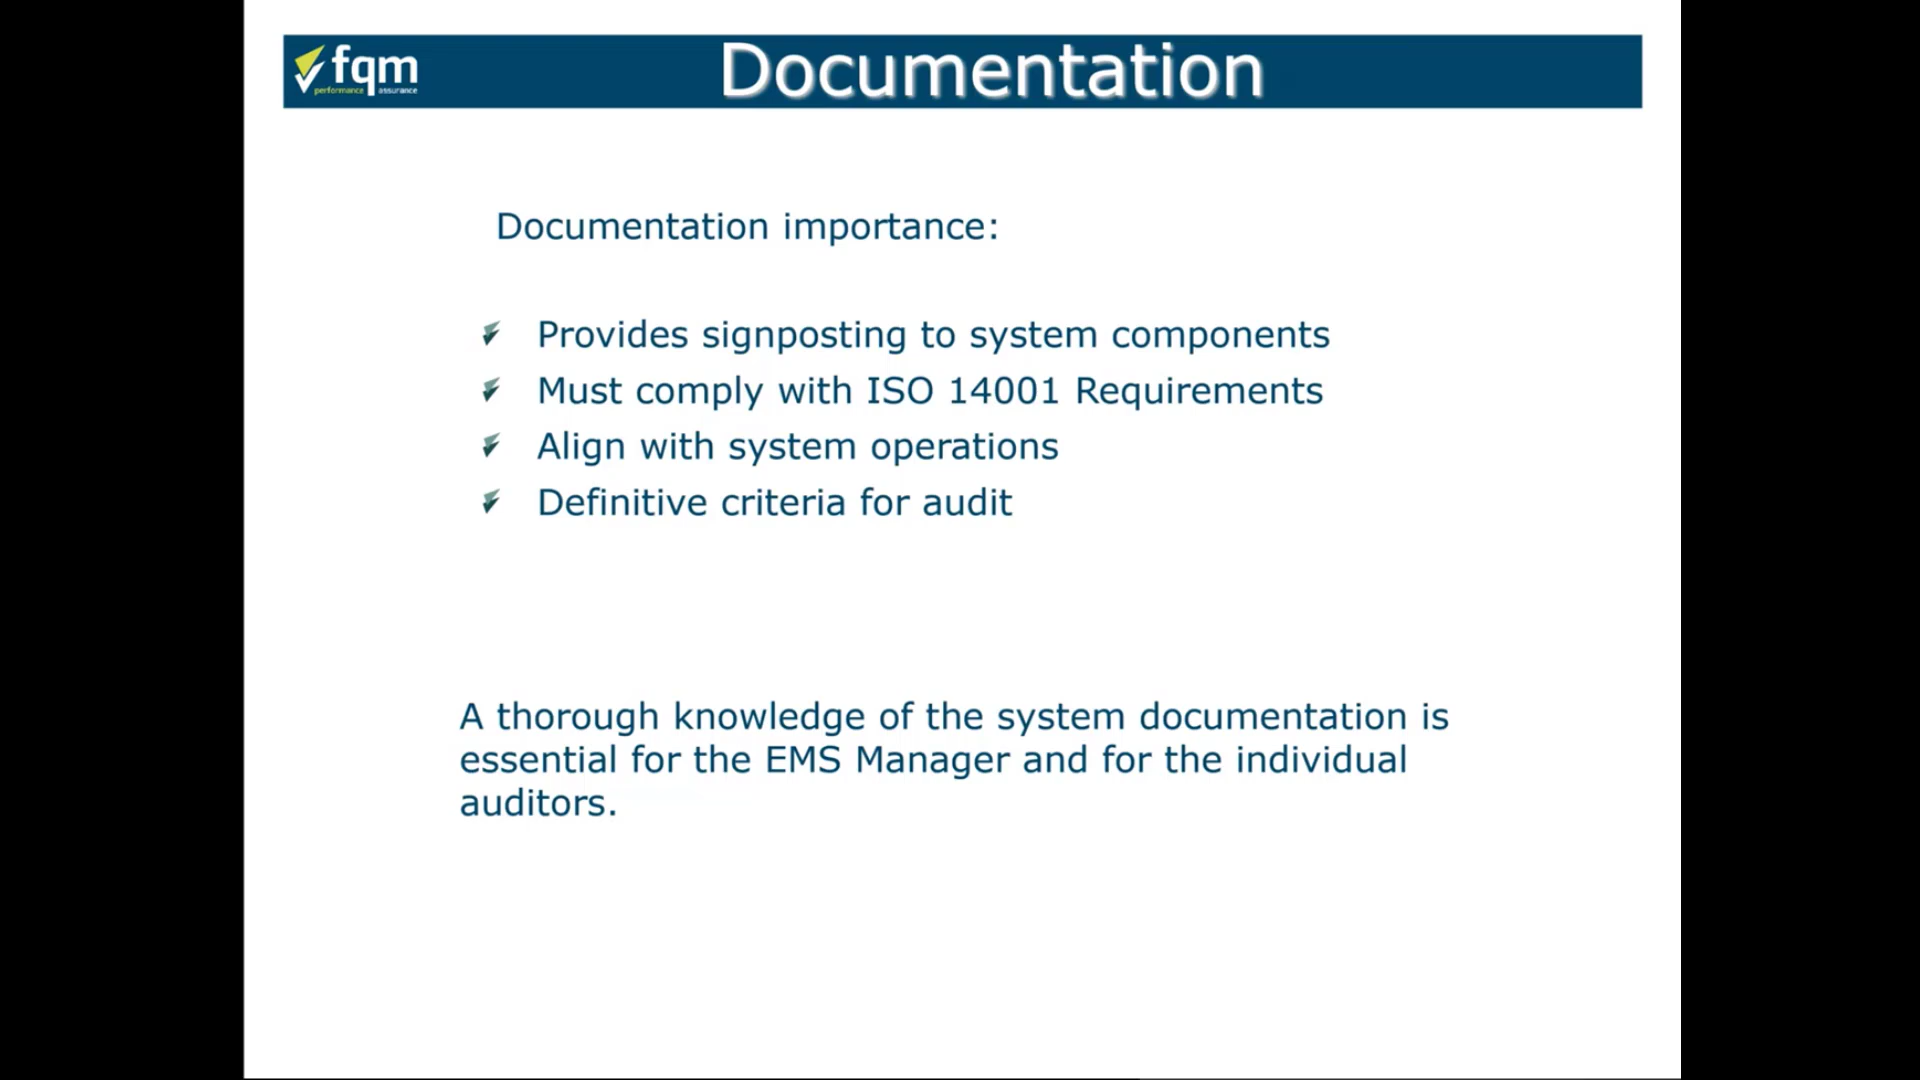 fqm
performance assurance
Documentation
Documentation importance:
Provides signposting to system components
Must comply with ISO 14001 Requirements
Align with system operations
Definitive criteria for audit
A thorough knowledge of the system documentation is
essential for the EMS Manager and for the individual
auditors.